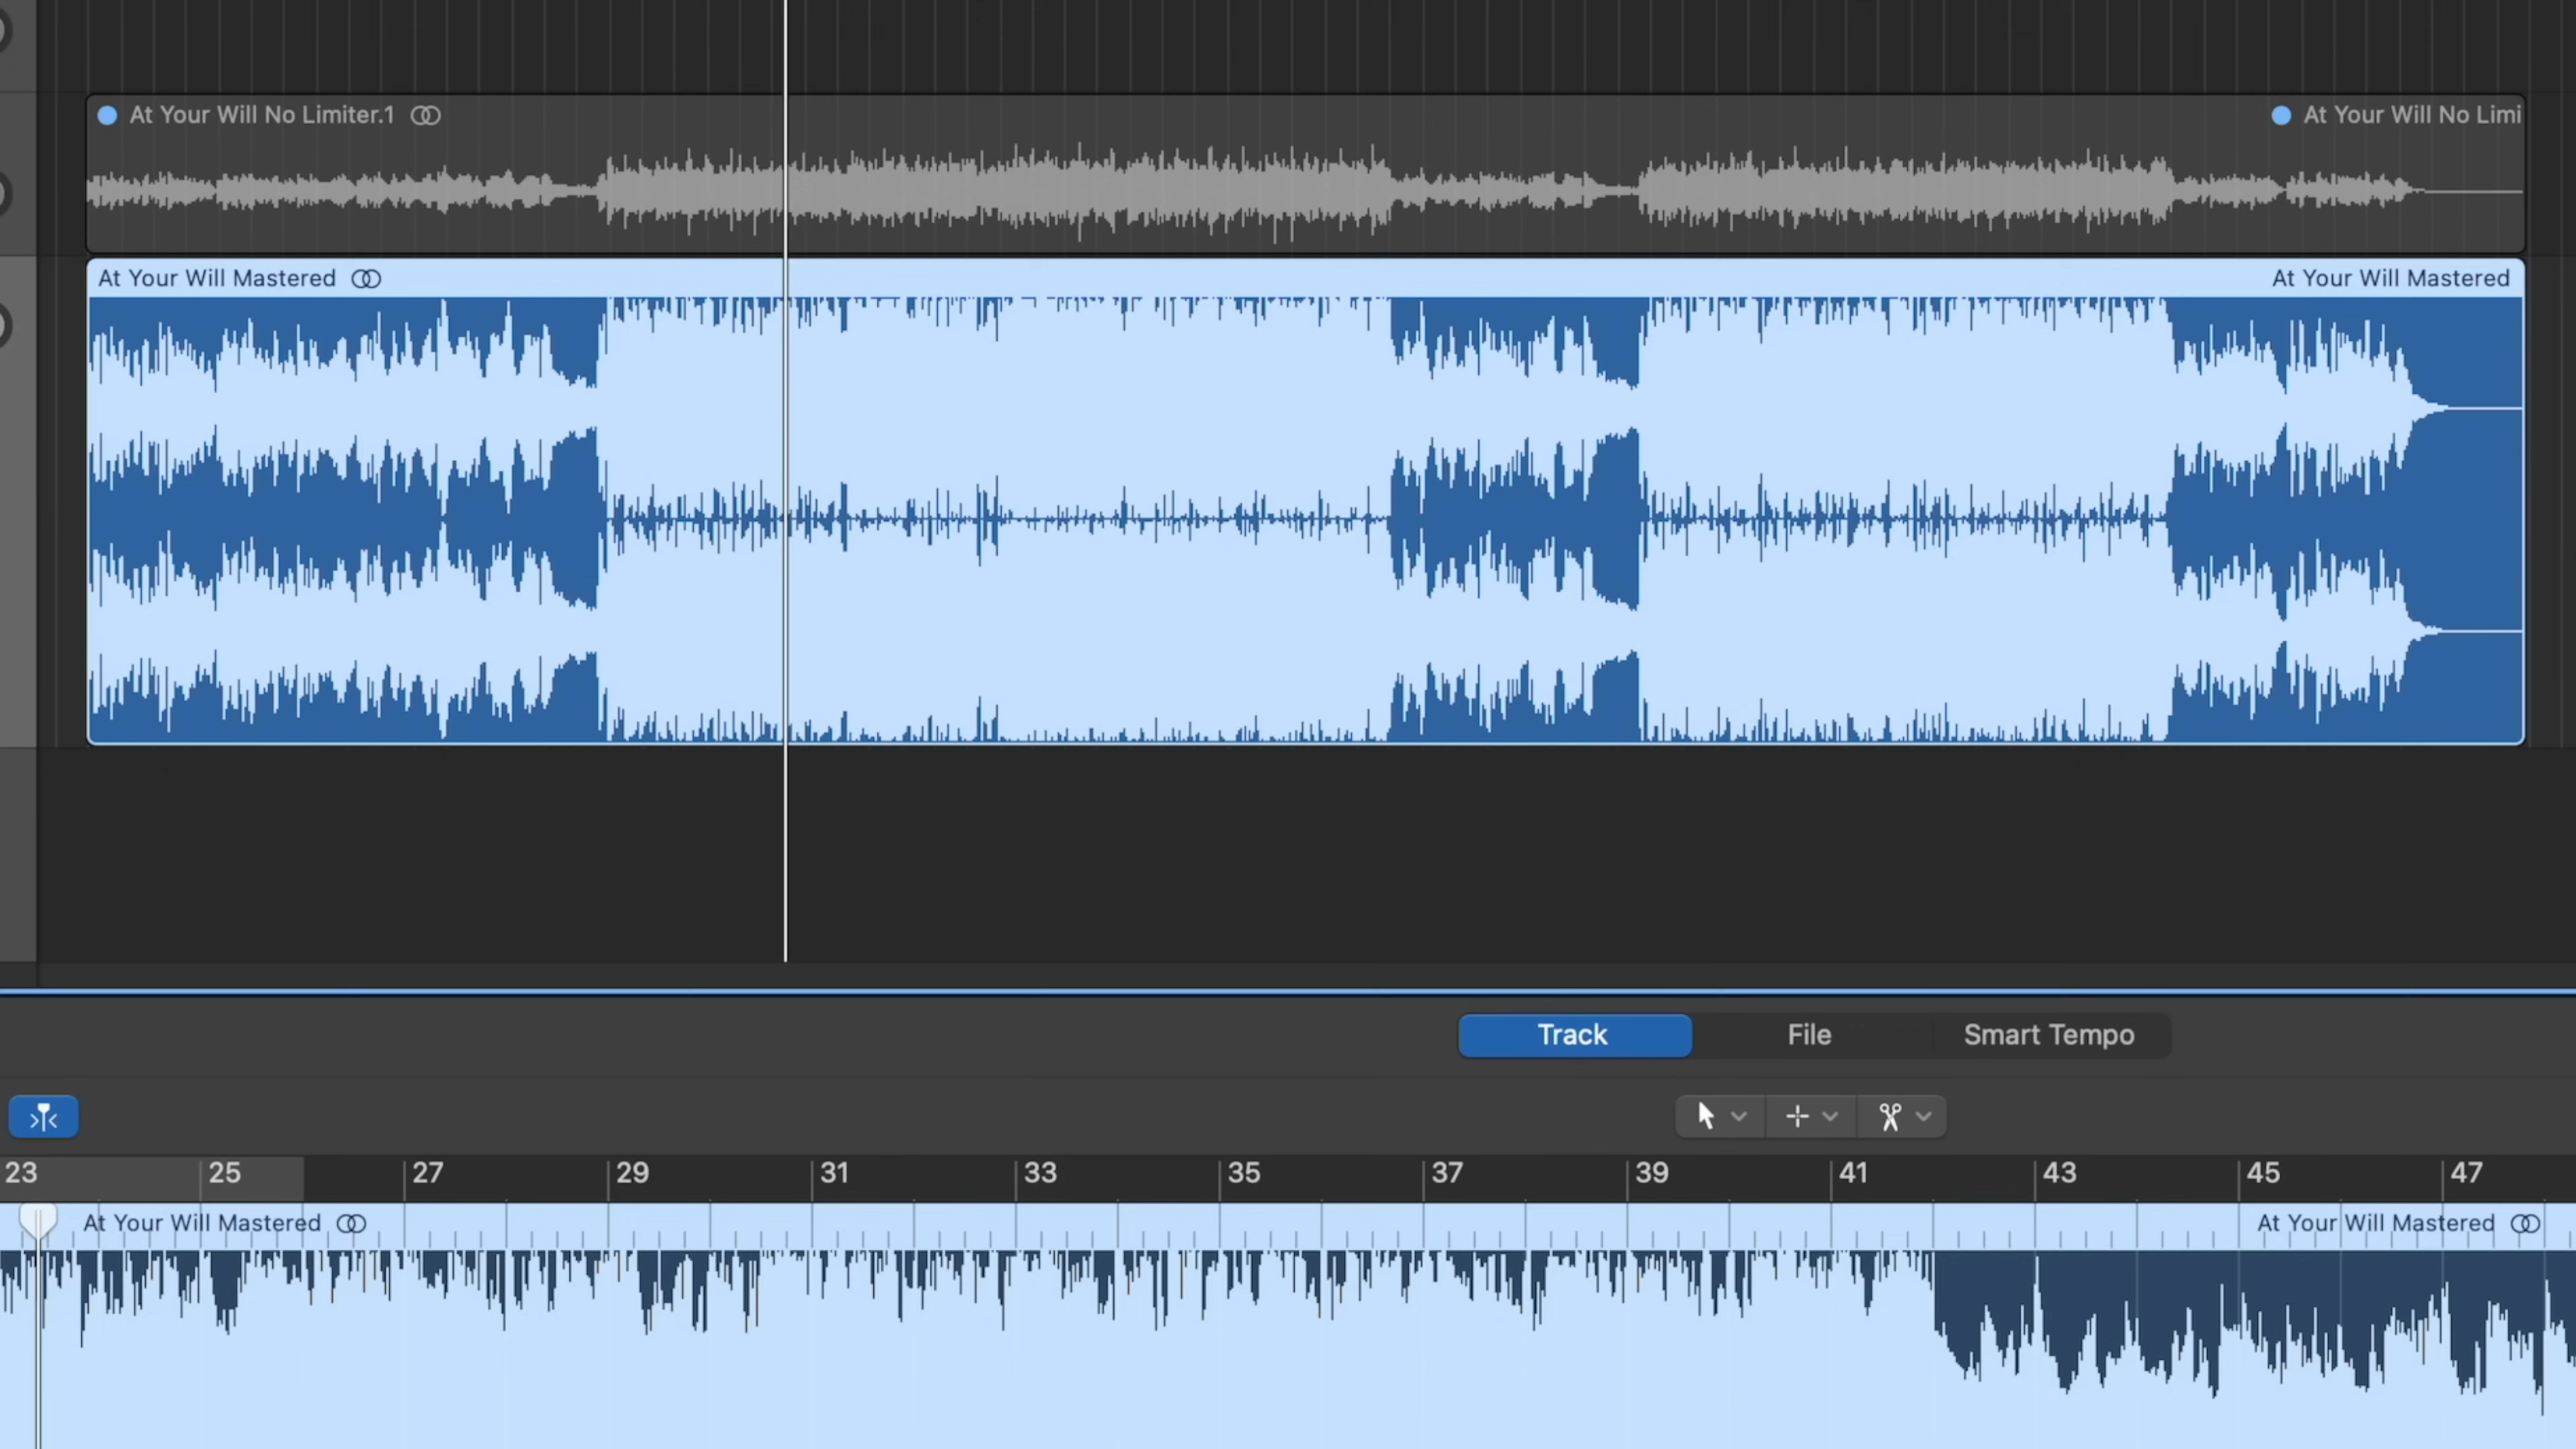 At Your Will No Limiter.1 At Your Will No Limi
At Your Will Mastered At Your Will Mastered
Track File Smart Tempo
23 25 27 29 31 33 35 37 39 41 43 45 47
At Your Will Mastered At Your Will Mastered